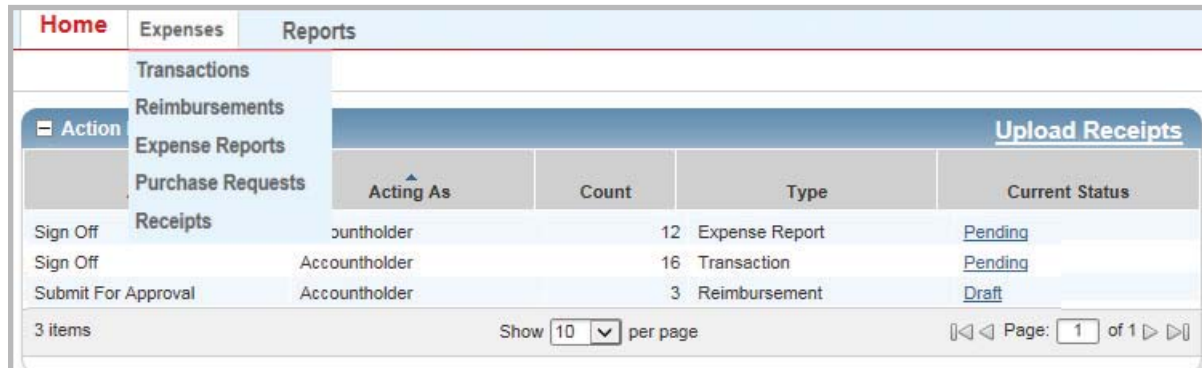 Home Expenses Reports
Transactions
Reimbursements
Expense Reports
Purchase Requests
Receipts
Action Upload Receipts
Acting As Count Type Current Status
Sign Off 12 Expense Report Pending
Sign Off Accountholder 16 Transaction Pending
Submit For Approval Accountholder 3 Reimbursement Draft
3 items Show 10 per page Page: 1 of 1